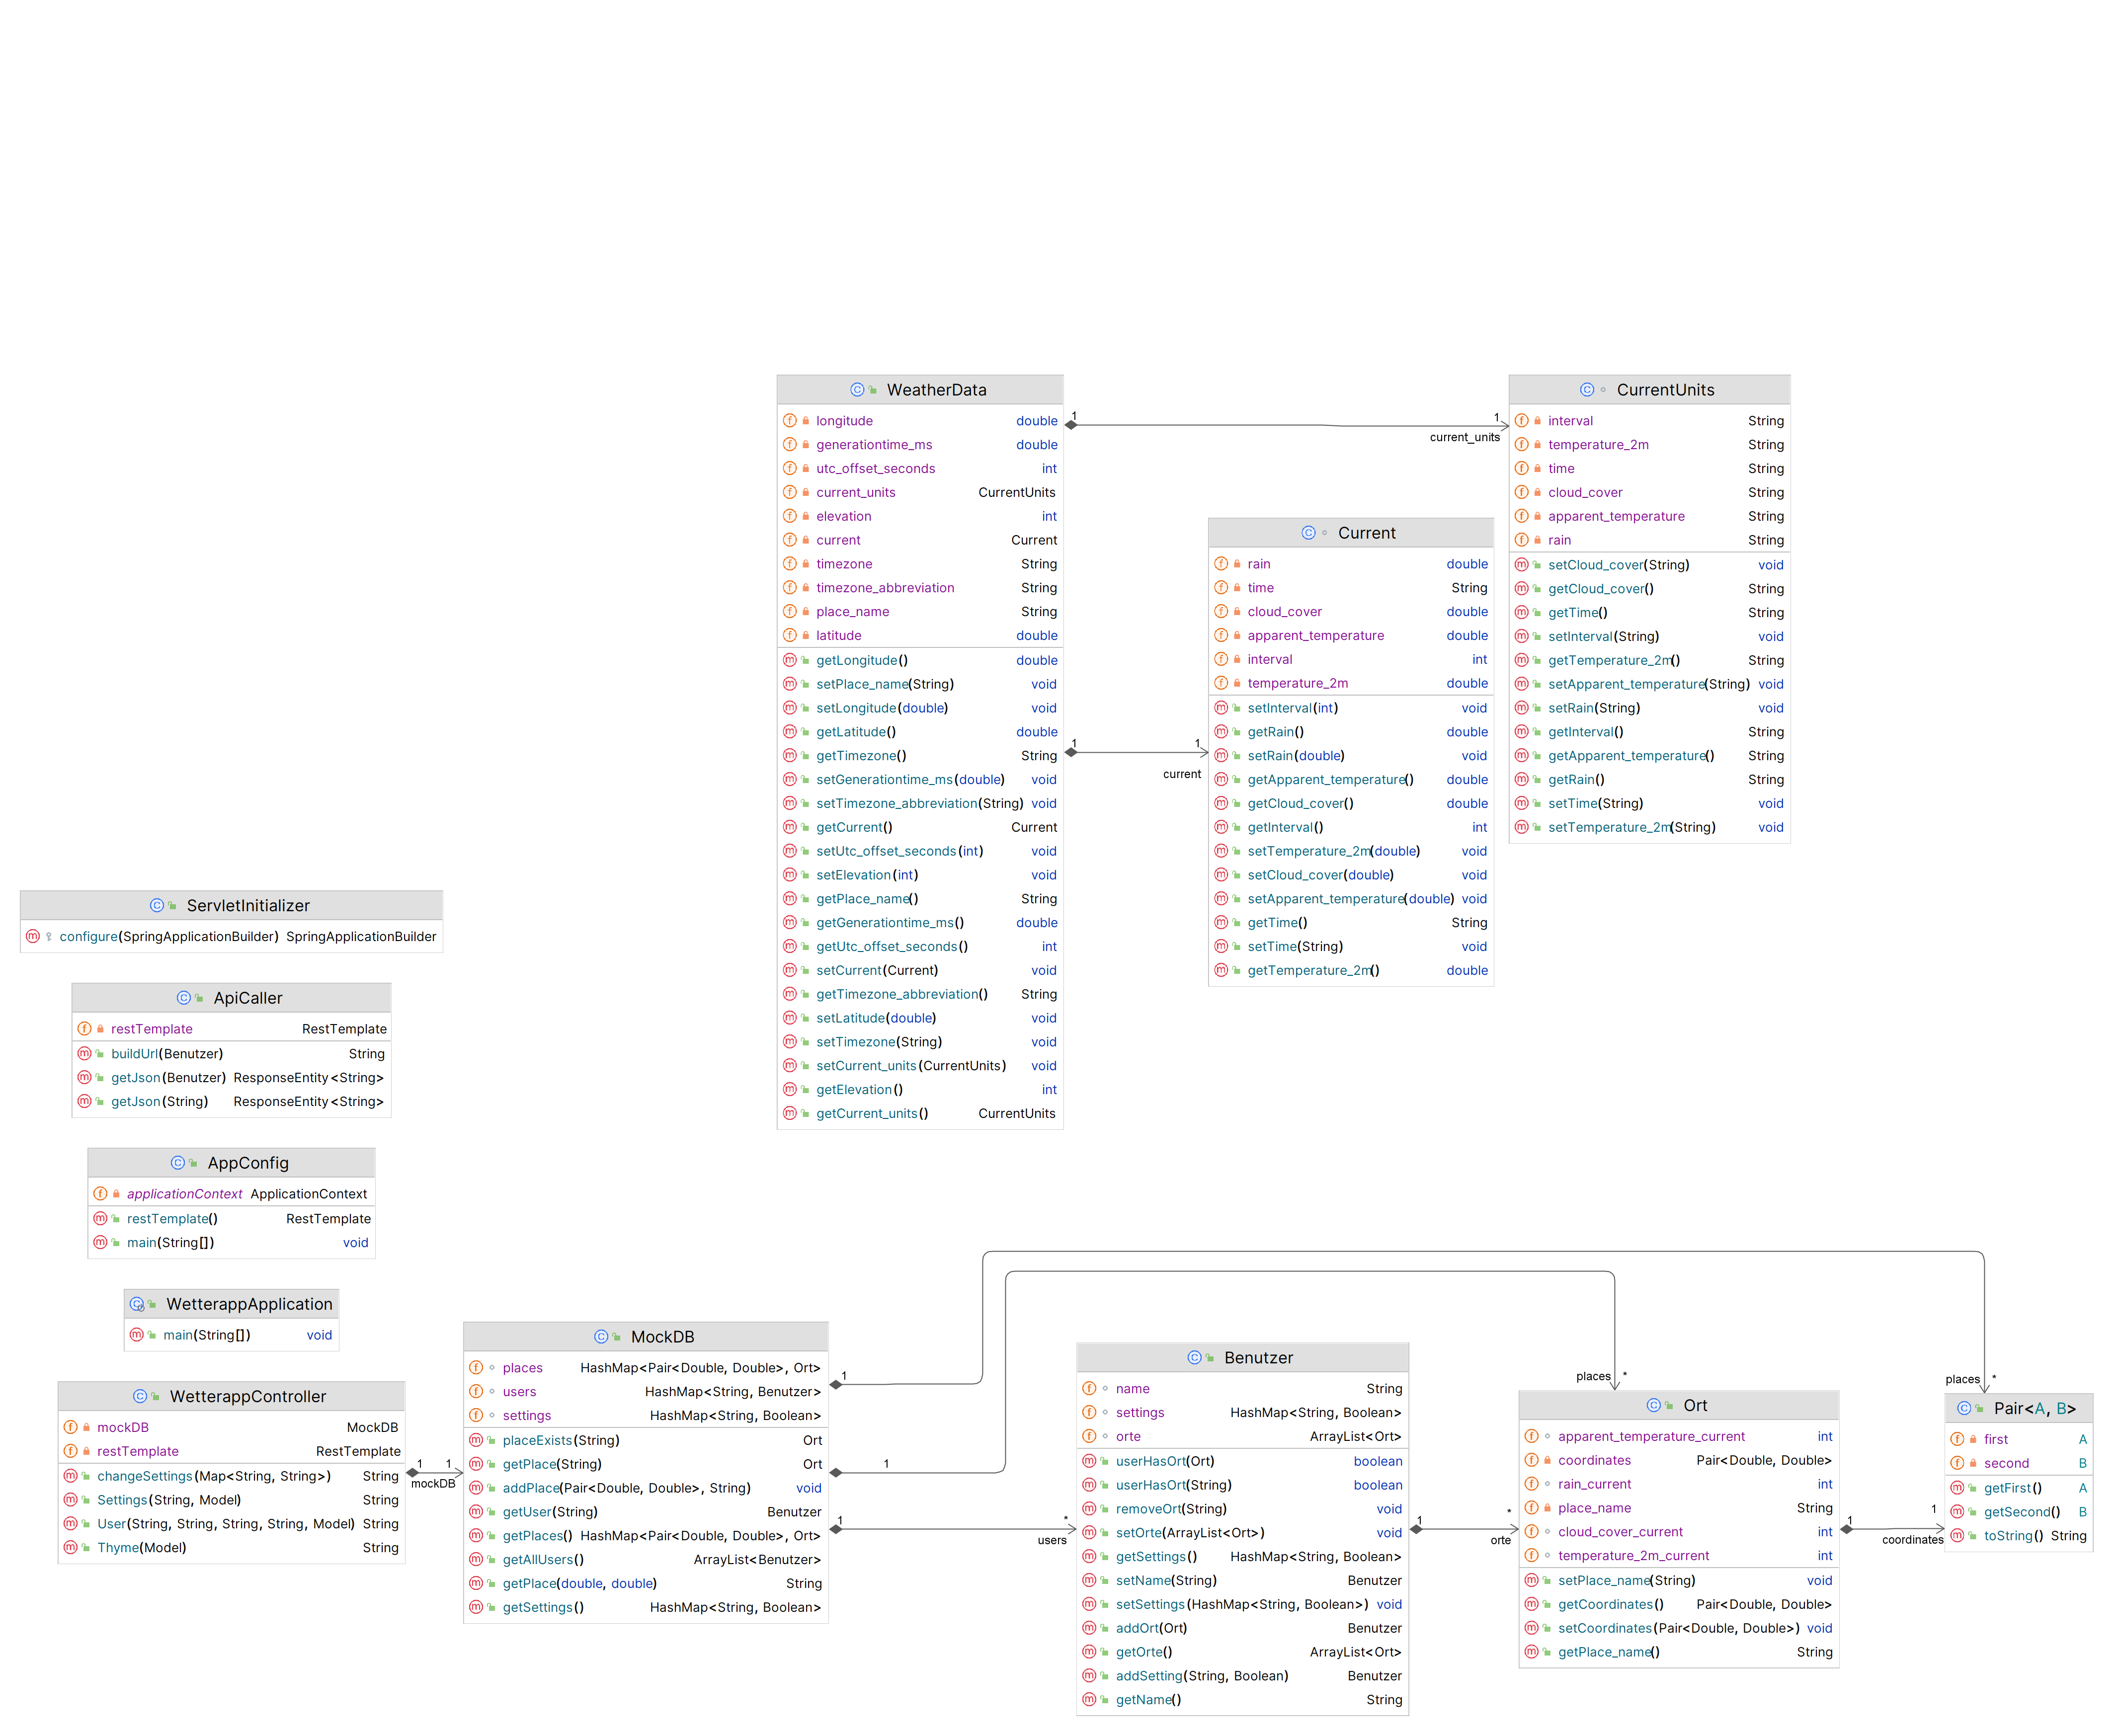 WeatherData
longitude double
generationtime_ms double
utc_offset_seconds int
current_units CurrentUnits
elevation int
current Current
timezone String
timezone_abbreviation String
place_name String
latitude double
getLongitude() double
setPlace_name(String) void
setLongitude(double) void
getLatitude() double
getTimezone() String
setGenerationtime_ms(double) void
setTimezone_abbreviation(String) void
getCurrent() Current
setUtc_offset_seconds(int) void
setElevation(int) void
getPlace_name() String
getGenerationtime_ms() double
getUtc_offset_seconds() int
setCurrent(Current) void
getTimezone_abbreviation() String
setLatitude(double) void
setTimezone(String) void
setCurrent_units(CurrentUnits) void
getElevation() int
getCurrent_units() CurrentUnits
1
1
current_units
1
1
current
CurrentUnits
interval String
temperature_2m String
time String
cloud_cover String
apparent_temperature String
rain String
setCloud_cover(String) void
getCloud_cover() String
getTime() String
setInterval(String) void
getTemperature_2m() String
setApparent_temperature(String) void
setRain(String) void
getInterval() String
getApparent_temperature() String
getRain() String
setTime(String) void
setTemperature_2m(String) void
Current
rain double
time String
cloud_cover double
apparent_temperature double
interval int
temperature_2m double
setInterval(int) void
getRain() double
setRain(double) void
getApparent_temperature() double
getCloud_cover() double
getInterval() int
setTemperature_2m(double) void
setCloud_cover(double) void
setApparent_temperature(double) void
getTime() String
setTime(String) void
getTemperature_2m() double
ServletInitializer
configure(SpringApplicationBuilder) SpringApplicationBuilder
ApiCaller
restTemplate RestTemplate
buildUrl(Benutzer) String
getJson(Benutzer) ResponseEntity<String>
getJson(String) ResponseEntity<String>
AppConfig
applicationContext ApplicationContext
restTemplate() RestTemplate
main(String[]) void
WetterappApplication
main(String[]) void
WetterappController
mockDB MockDB
restTemplate RestTemplate
changeSettings(Map<String, String>) String
Settings(String, Model) String
User(String, String, String, String, Model) String
Thyme(Model) String
1
1
mockDB
MockDB
places HashMap<Pair<Double, Double>, Ort>
users HashMap<String, Benutzer>
settings HashMap<String, Boolean>
placeExists(String) Ort
getPlace(String) Ort
addPlace(Pair<Double, Double>, String) void
getUser(String) Benutzer
getPlaces() HashMap<Pair<Double, Double>, Ort>
getAllUsers() ArrayList<Benutzer>
getPlace(double, double) String
getSettings() HashMap<String, Boolean>
1
places
*
1
places
*
1
*
users
Benutzer
name String
settings HashMap<String, Boolean>
orte ArrayList<Ort>
userHasOrt(Ort) boolean
userHasOrt(String) boolean
removeOrt(String) void
setOrte(ArrayList<Ort>) void
getSettings() HashMap<String, Boolean>
setName(String) Benutzer
setSettings(HashMap<String, Boolean>) void
addOrt(Ort) Benutzer
getOrte() ArrayList<Ort>
addSetting(String, Boolean) Benutzer
getName() String
1
*
orte
Ort
apparent_temperature_current int
coordinates Pair<Double, Double>
rain_current int
place_name String
cloud_cover_current int
temperature_2m_current int
setPlace_name(String) void
getCoordinates() Pair<Double, Double>
setCoordinates(Pair<Double, Double>) void
getPlace_name() String
1
1
coordinates
Pair<A, B>
first A
second B
getFirst() A
getSecond() B
toString() String